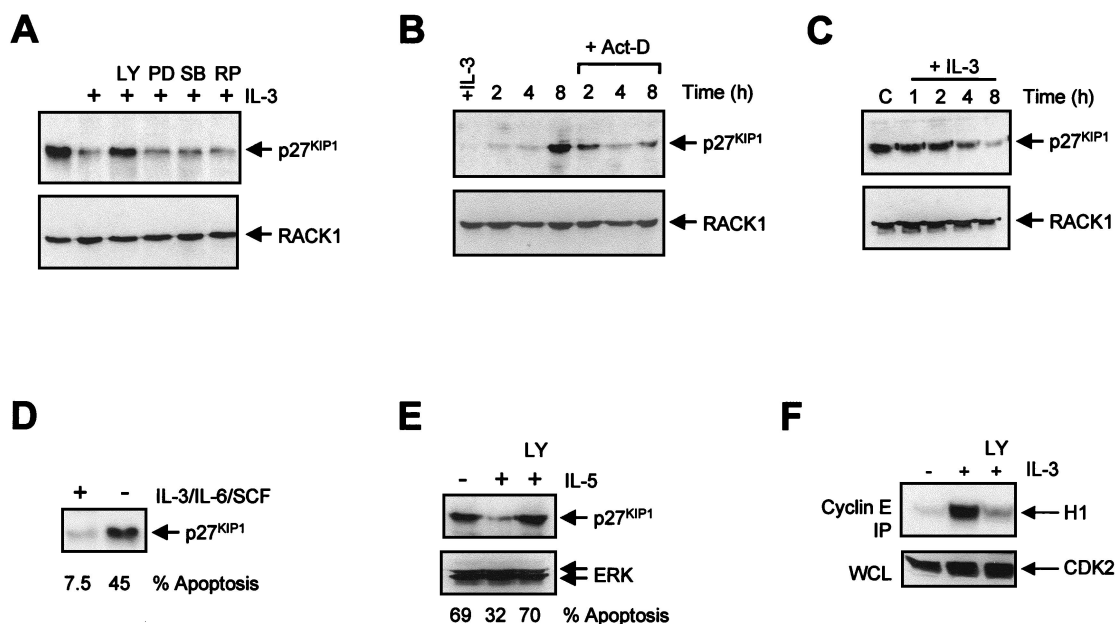 A
LY PD SB RP
+ + + + + IL-3
p27KIP1
RACK1
B
+ Act-D
+IL-3 2 4 8 2 4 8 Time (h)
p27KIP1
RACK1
C
+ IL-3
C 1 2 4 8 Time (h)
p27KIP1
RACK1
D
+ - IL-3/IL-6/SCF
p27KIP1
7.5 45 % Apoptosis
E
LY
- + + IL-5
p27KIP1
ERK
69 32 70 % Apoptosis
F
LY
- + + IL-3
Cyclin E
IP
H1
WCL
CDK2